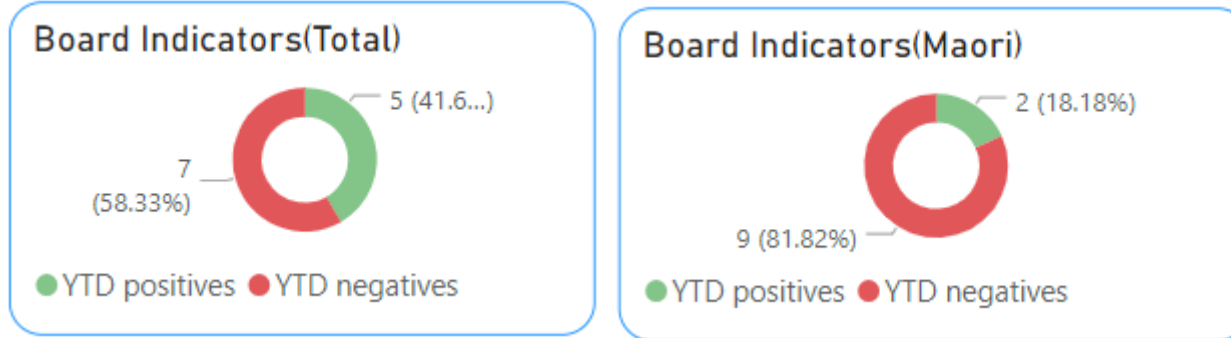 Board Indicators(Total)
5 (41.6...)
7
(58.33%)
YTD positives YTD negatives
Board Indicators(Maori)
2 (18.18%)
9 (81.82%)
YTD positives YTD negatives